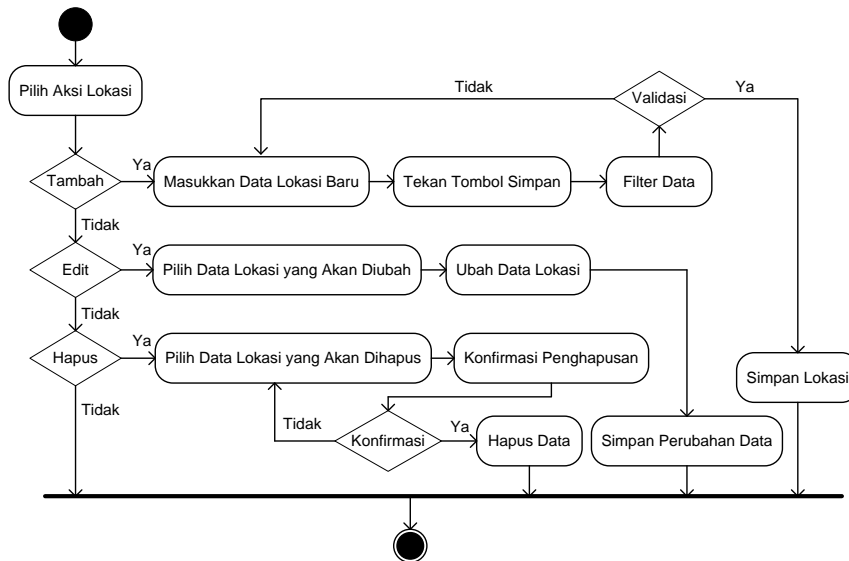 Pilih Aksi Lokasi
Tidak
Validasi
Ya
Tambah
Ya
Masukkan Data Lokasi Baru
Tekan Tombol Simpan
Filter Data
Tidak
Edit
Ya
Pilih Data Lokasi yang Akan Diubah
Ubah Data Lokasi
Tidak
Hapus
Ya
Pilih Data Lokasi yang Akan Dihapus
Konfirmasi Penghapusan
Simpan Lokasi
Tidak
Tidak
Konfirmasi
Ya
Hapus Data
Simpan Perubahan Data